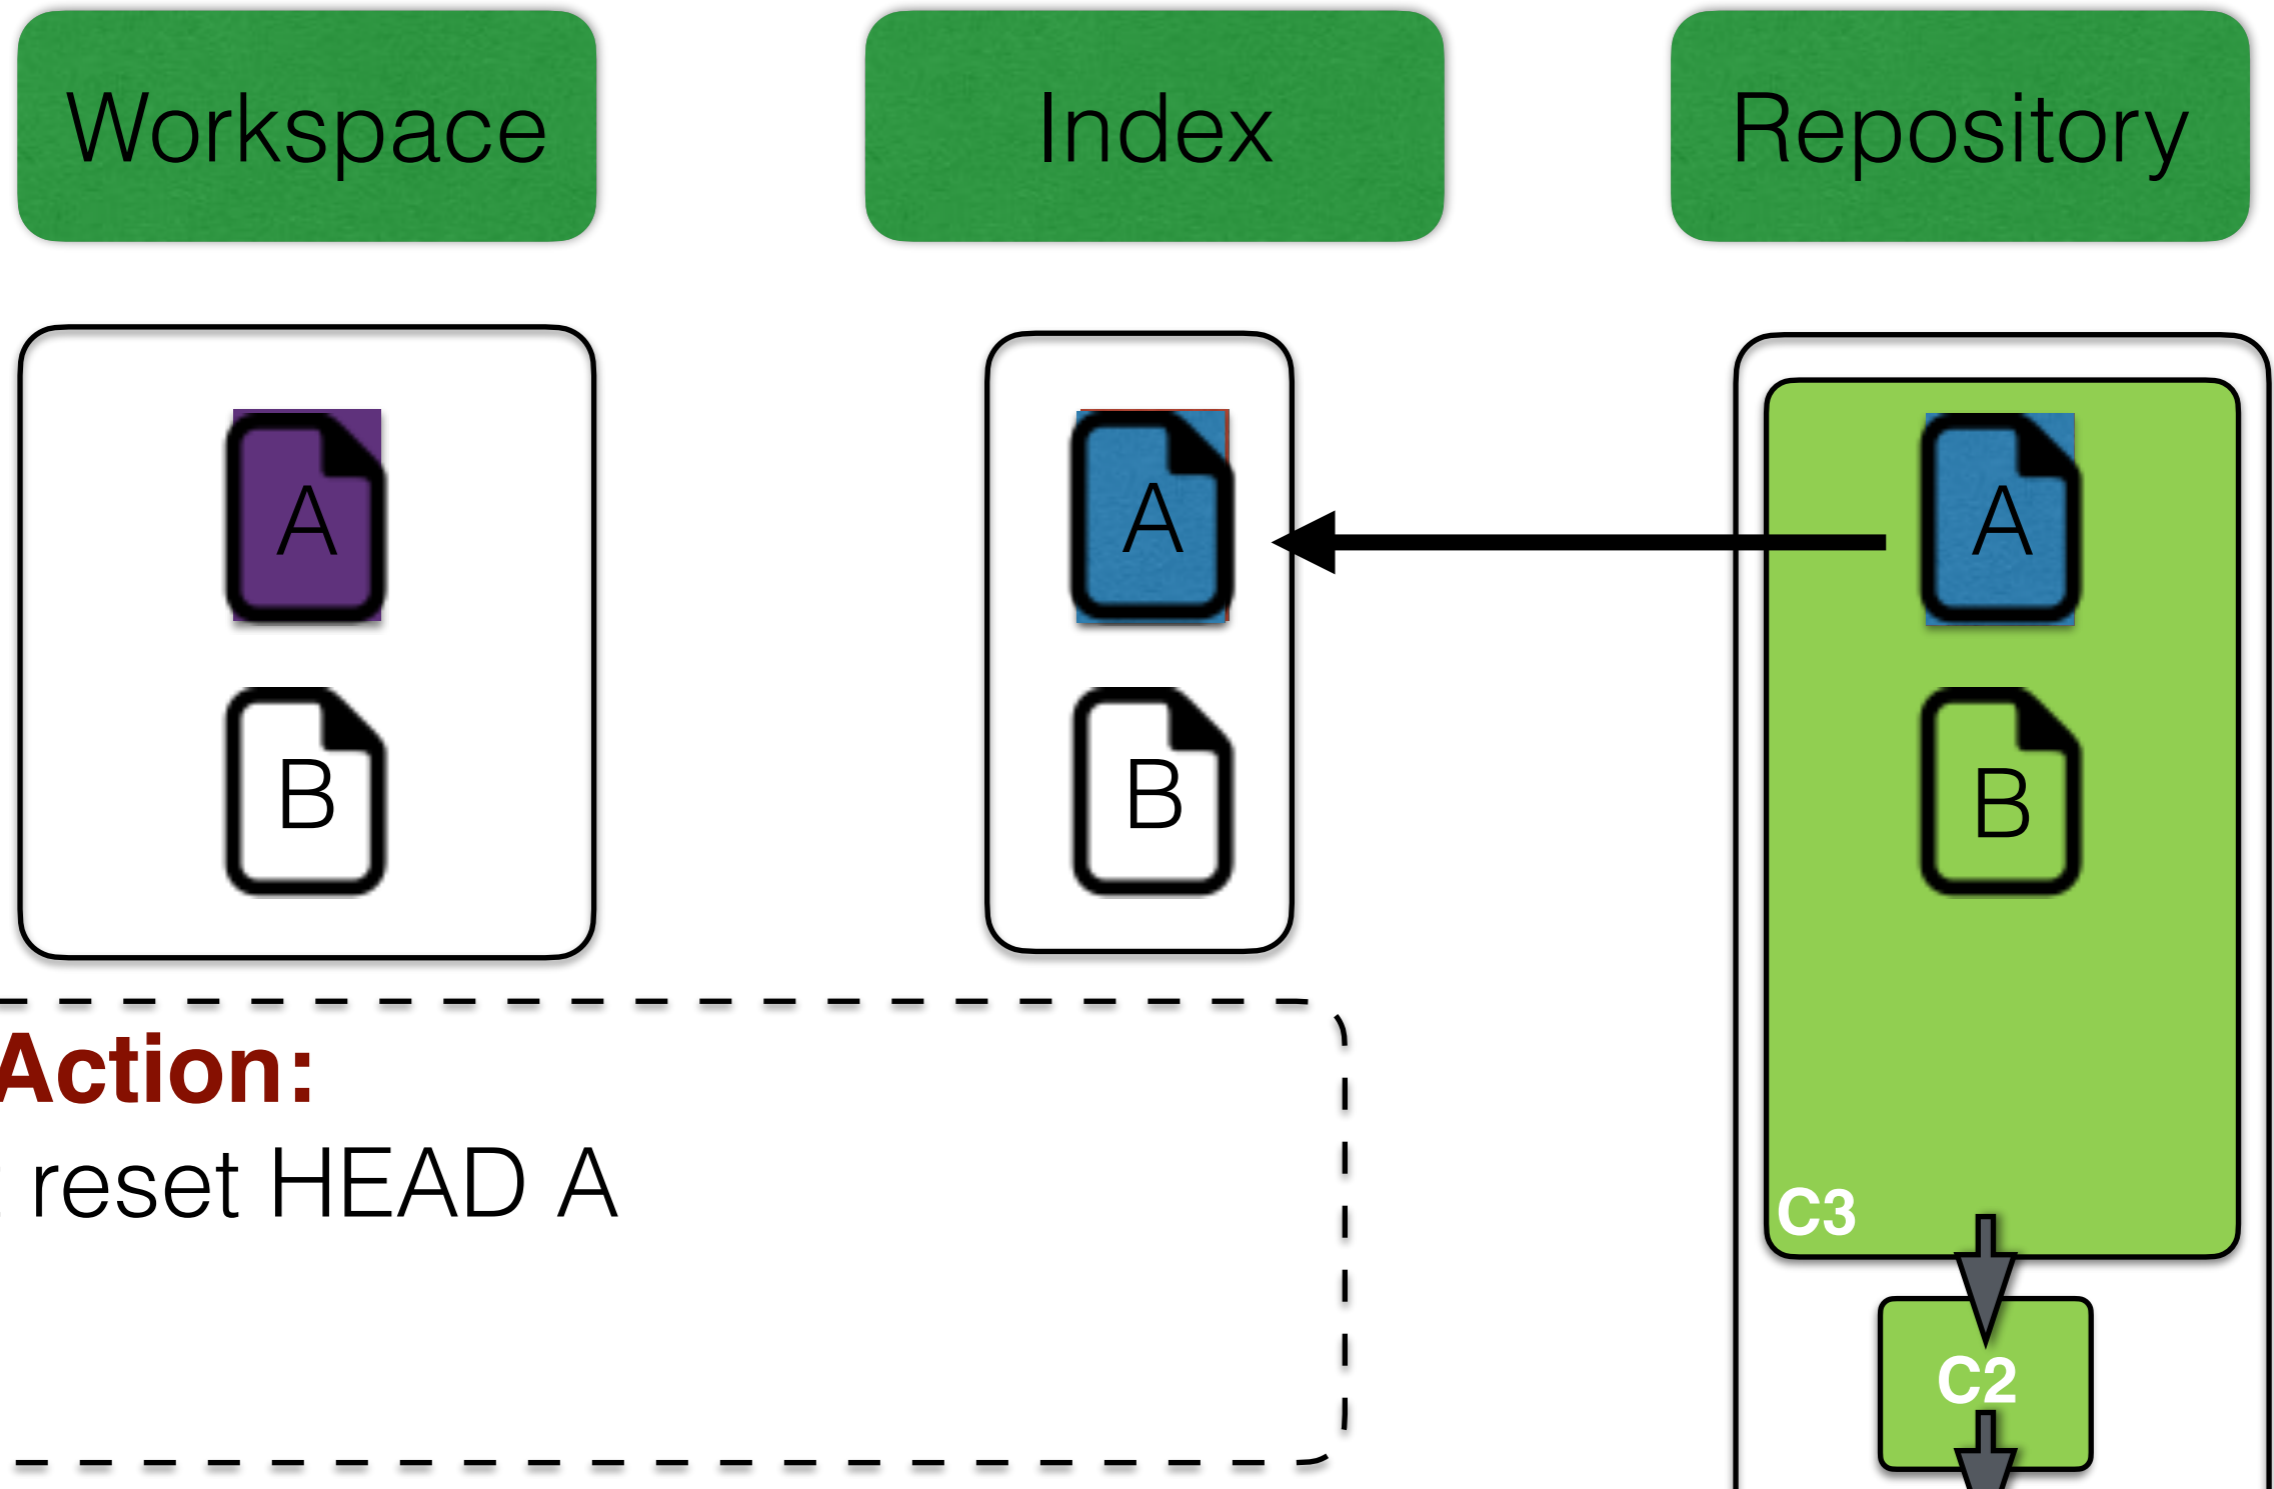 Workspace
Index
Repository
A
A
A
B
B
B
Action:
reset HEAD A
C3
C2